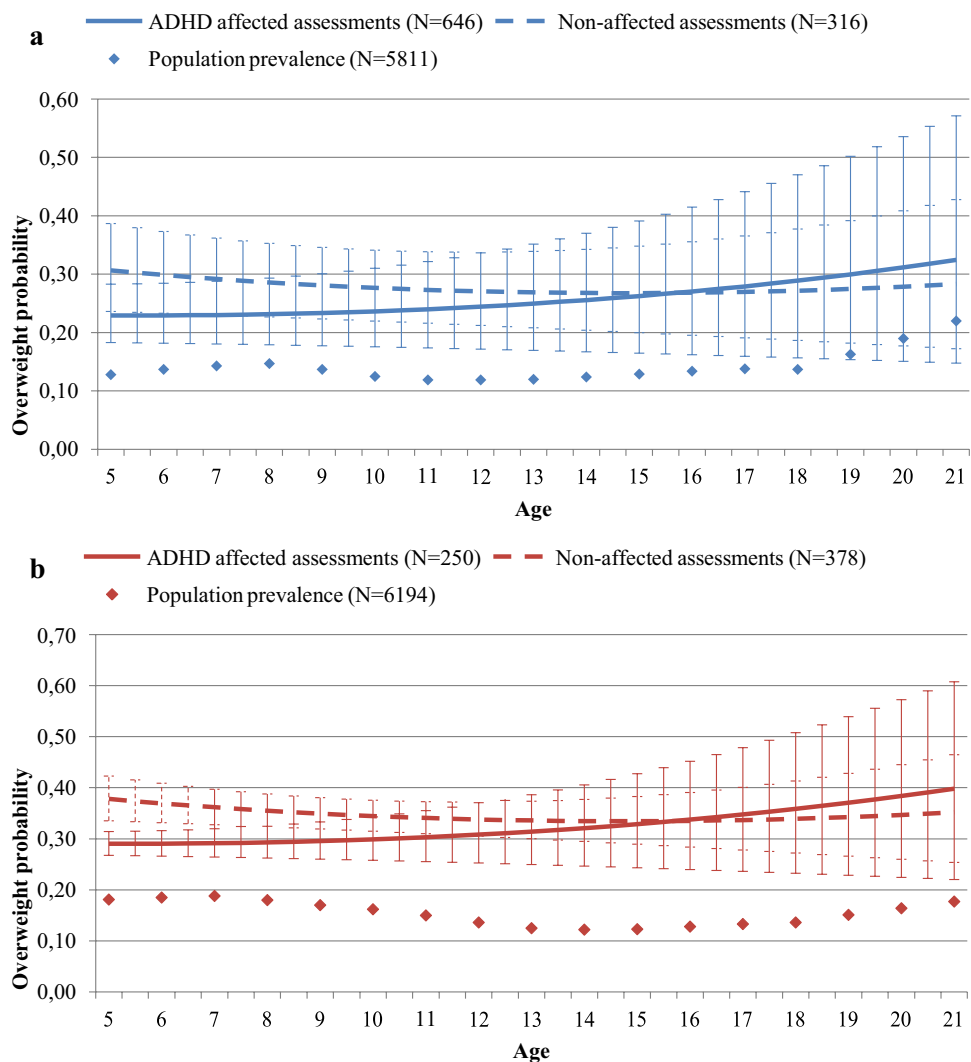 a
ADHD affected assessments (N=646) Non-affected assessments (N=316)
Population prevalence (N=5811)
Overweight probability
0,60
0,50
0,40
0,30
0,20
0,10
0,00
5 6 7 8 9 10 11 12 13 14 15 16 17 18 19 20 21
Age
b
ADHD affected assessments (N=250) Non-affected assessments (N=378)
Population prevalence (N=6194)
Overweight probability
0,70
0,60
0,50
0,40
0,30
0,20
0,10
0,00
5 6 7 8 9 10 11 12 13 14 15 16 17 18 19 20 21
Age